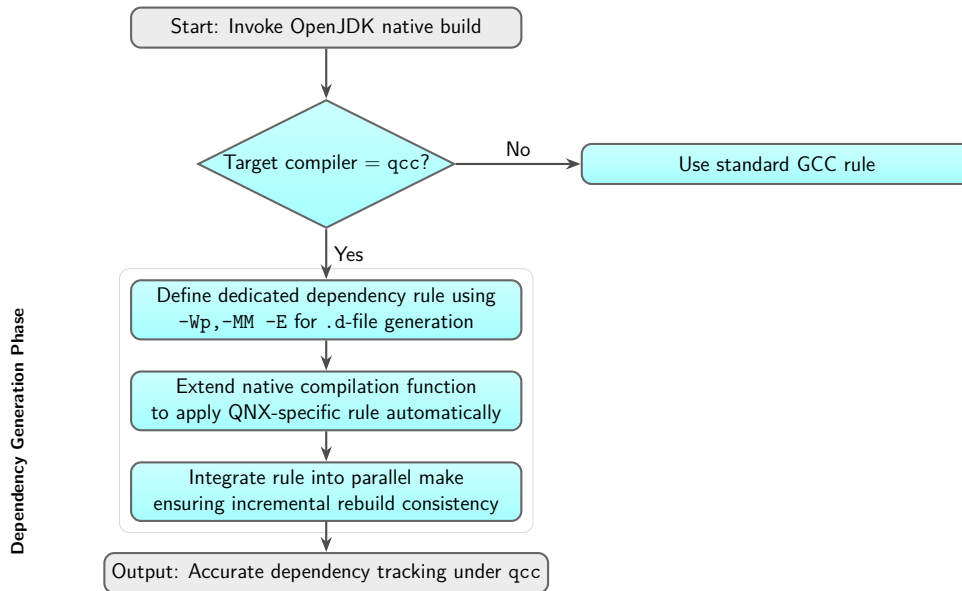 Start: Invoke OpenJDK native build
Target compiler = qcc?
No
Use standard GCC rule
Yes
Dependency Generation Phase
Define dedicated dependency rule using
-Wp,-MM -E for .d-file generation
Extend native compilation function
to apply QNX-specific rule automatically
Integrate rule into parallel make
ensuring incremental rebuild consistency
Output: Accurate dependency tracking under qcc